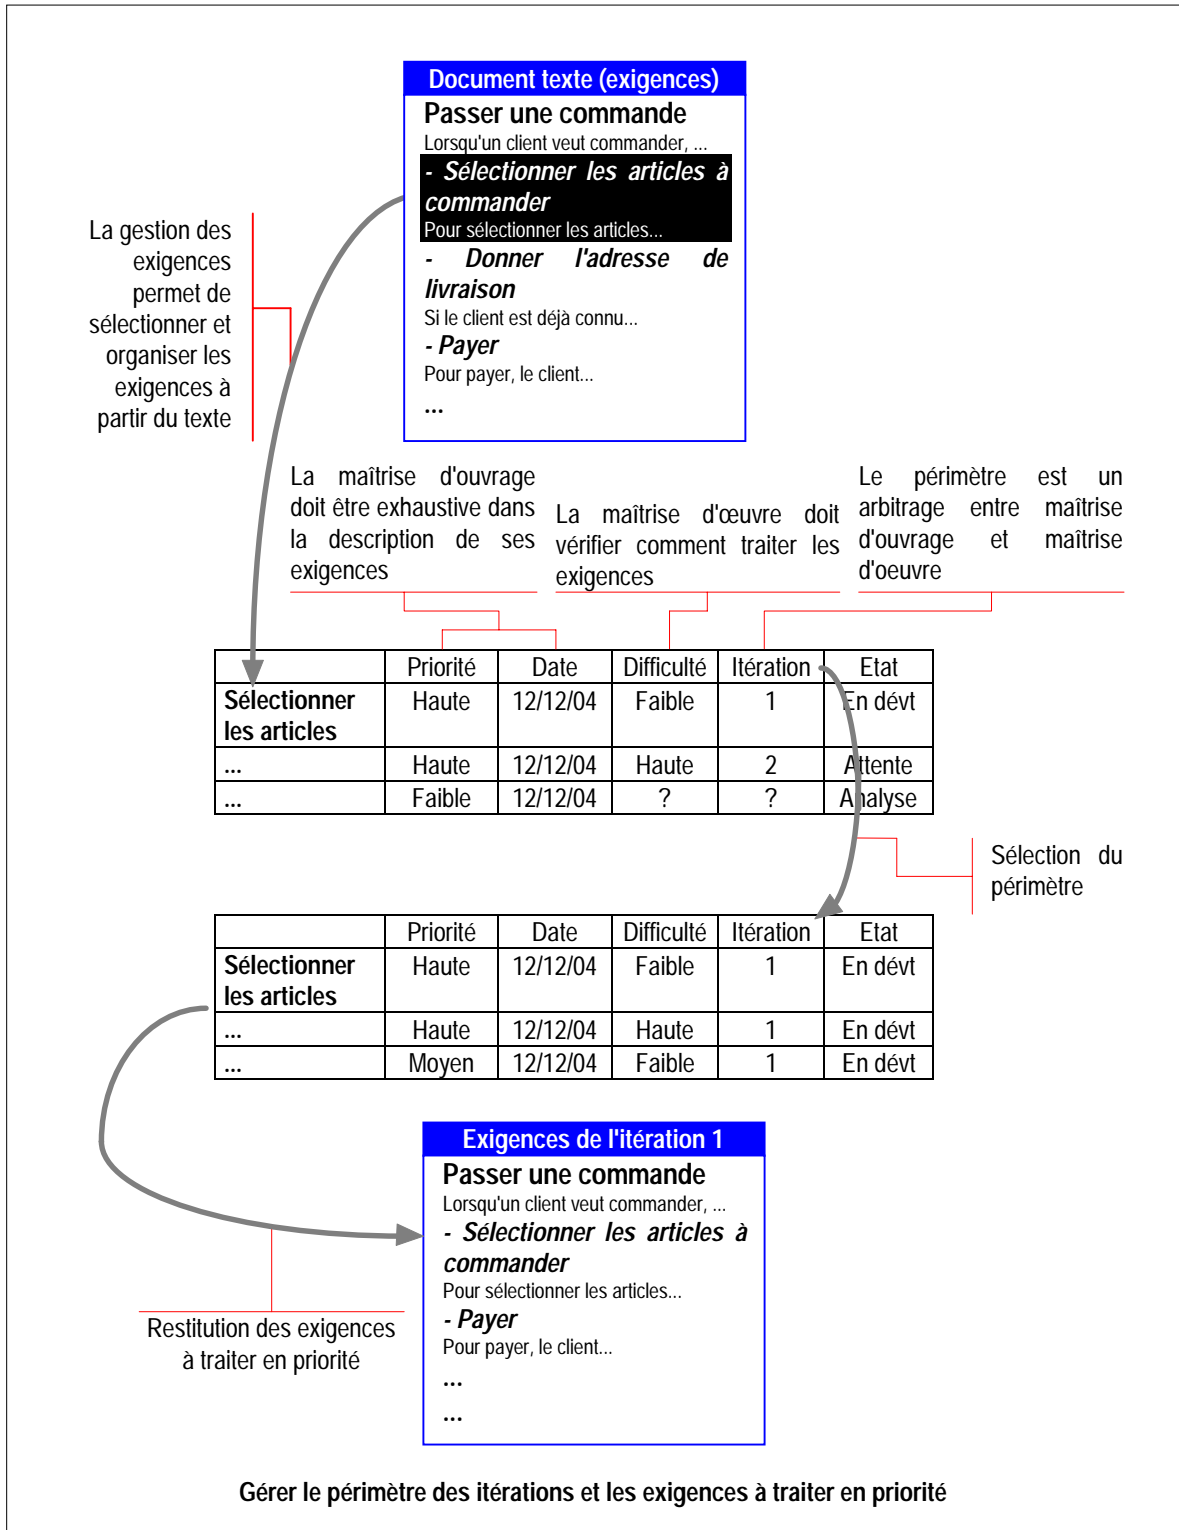 Document texte (exigences)
Passer une commande
Lorsqu'un client veut commander, ...
- Sélectionner les articles à
commander
Pour sélectionner les articles...
- Donner l'adresse de
livraison
Si le client est déjà connu...
- Payer
Pour payer, le client...
...
La gestion des
exigences
permet de
sélectionner et
organiser les
exigences à
partir du texte
La maîtrise d'ouvrage
doit être exhaustive dans
la description de ses
exigences
La maîtrise d'œuvre doit
vérifier comment traiter les
exigences
Le périmètre est un
arbitrage entre maîtrise
d'ouvrage et maîtrise
d'oeuvre
Priorité Date Difficulté Itération Etat
Sélectionner Haute 12/12/04 Faible 1 En dévt
les articles
... Haute 12/12/04 Haute 2 Attente
... Faible 12/12/04 ? ? Analyse
Sélection du
périmètre
Priorité Date Difficulté Itération Etat
Sélectionner Haute 12/12/04 Faible 1 En dévt
les articles
... Haute 12/12/04 Haute 1 En dévt
... Moyen 12/12/04 Faible 1 En dévt
Exigences de l'itération 1
Passer une commande
Lorsqu'un client veut commander, ...
- Sélectionner les articles à
commander
Pour sélectionner les articles...
- Payer
Pour payer, le client...
...
...
Restitution des exigences
à traiter en priorité
Gérer le périmètre des itérations et les exigences à traiter en priorité